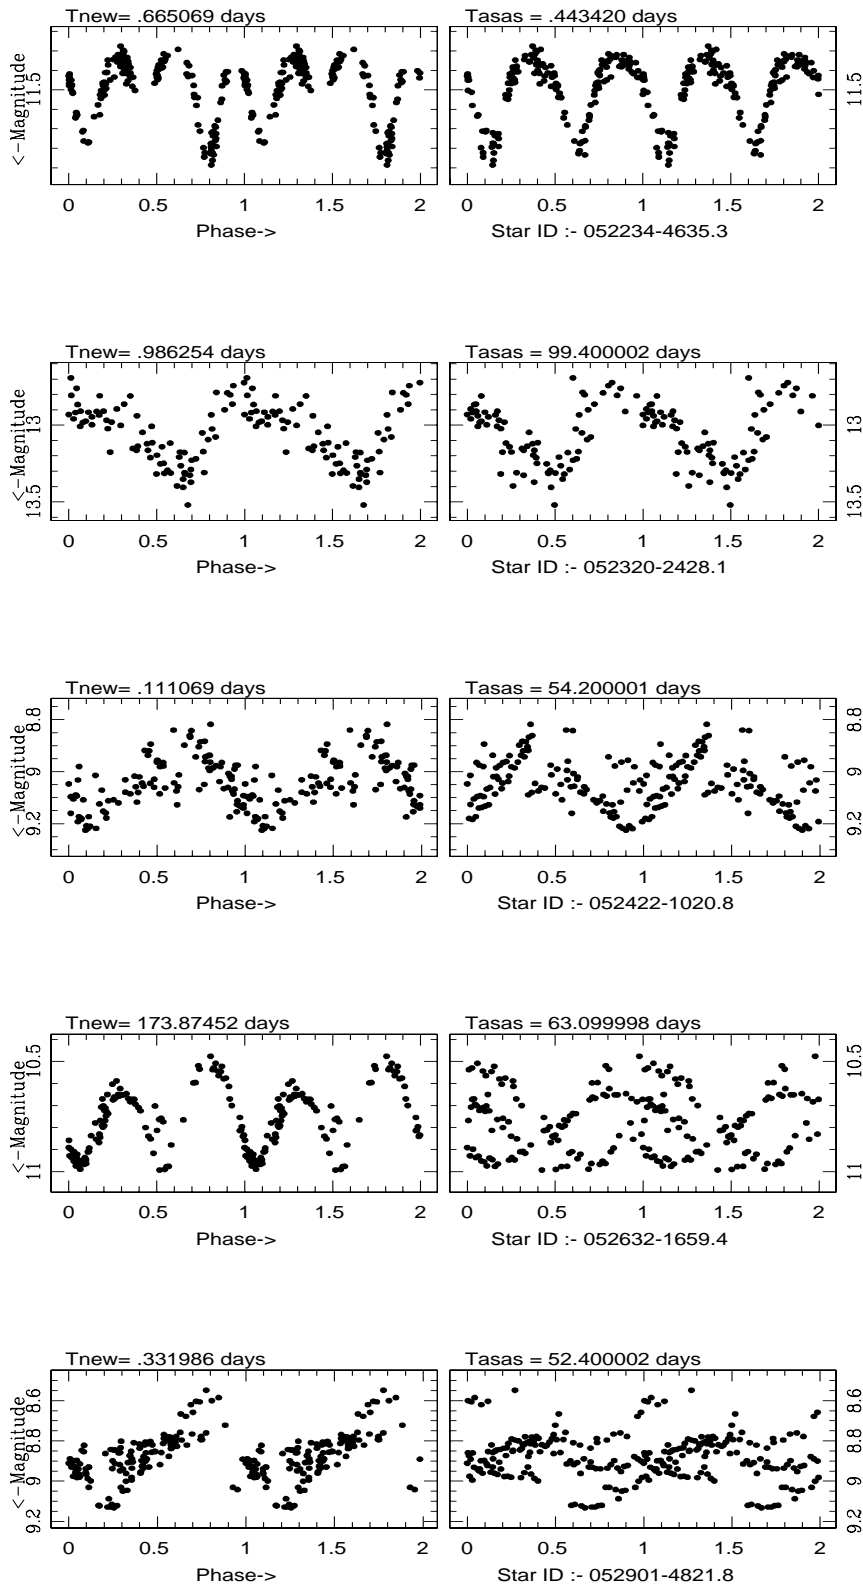 Tnew= .665069 days Tasas = .443420 days
<-Magnitude
11.5 11.5
0 0.5 1 1.5 2 0 0.5 1 1.5 2
Phase-> Star ID :- 052234-4635.3
Tnew= .986254 days Tasas = 99.400002 days
<-Magnitude
13 13
13.5 13.5
0 0.5 1 1.5 2 0 0.5 1 1.5 2
Phase-> Star ID :- 052320-2428.1
Tnew= .111069 days Tasas = 54.200001 days
<-Magnitude
8.8 8.8
9 9
9.2 9.2
0 0.5 1 1.5 2 0 0.5 1 1.5 2
Phase-> Star ID :- 052422-1020.8
Tnew= 173.87452 days Tasas = 63.099998 days
<-Magnitude
10.5 10.5
11 11
0 0.5 1 1.5 2 0 0.5 1 1.5 2
Phase-> Star ID :- 052632-1659.4
Tnew= .331986 days Tasas = 52.400002 days
<-Magnitude
8.6 8.6
8.8 8.8
9 9
9.2 9.2
0 0.5 1 1.5 2 0 0.5 1 1.5 2
Phase-> Star ID :- 052901-4821.8